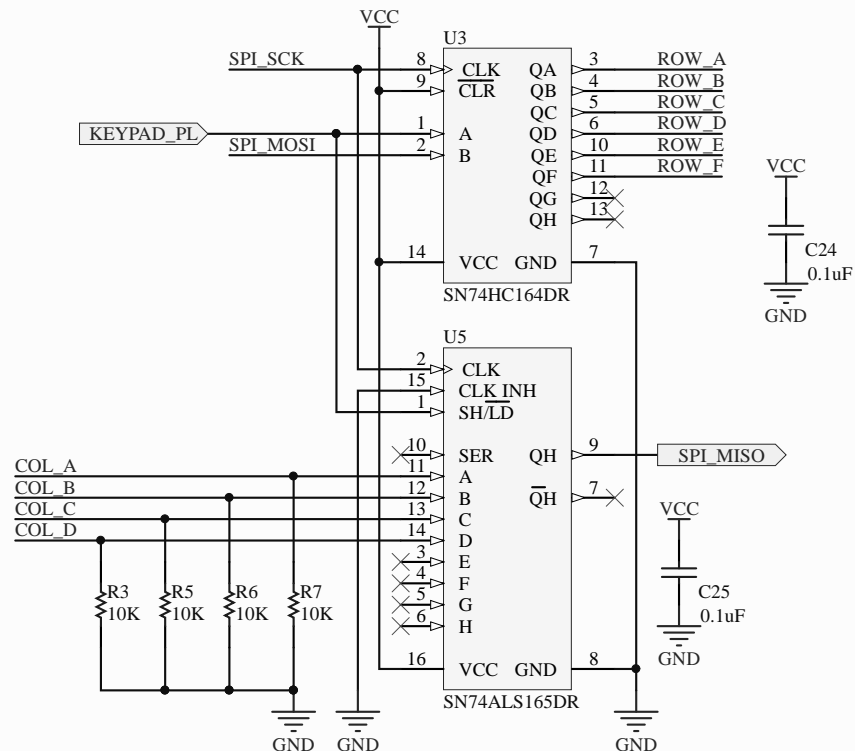 VCC
U3
SPI_SCK 8 CLK QA 3 ROW_A
9 CLR QB 4 ROW_B
QC 5 ROW_C
KEYPAD_PL 1 A QD 6 ROW_D
SPI_MOSI 2 B QE 10 ROW_E
QF 11 ROW_F
QG 12
QH 13
14 VCC GND 7
SN74HC164DR
VCC
C24
0.1uF
GND
U5
2 CLK
15 CLK INH
1 SH/LD
10 SER QH 9 SPI_MISO
COL_A 11 A
COL_B 12 B QH 7
COL_C 13 C
COL_D 14 D
3 E
4 F
5 G
6 H
16 VCC GND 8
SN74ALS165DR
R3 R5 R6 R7
10K 10K 10K 10K
VCC
C25
0.1uF
GND
GND GND GND